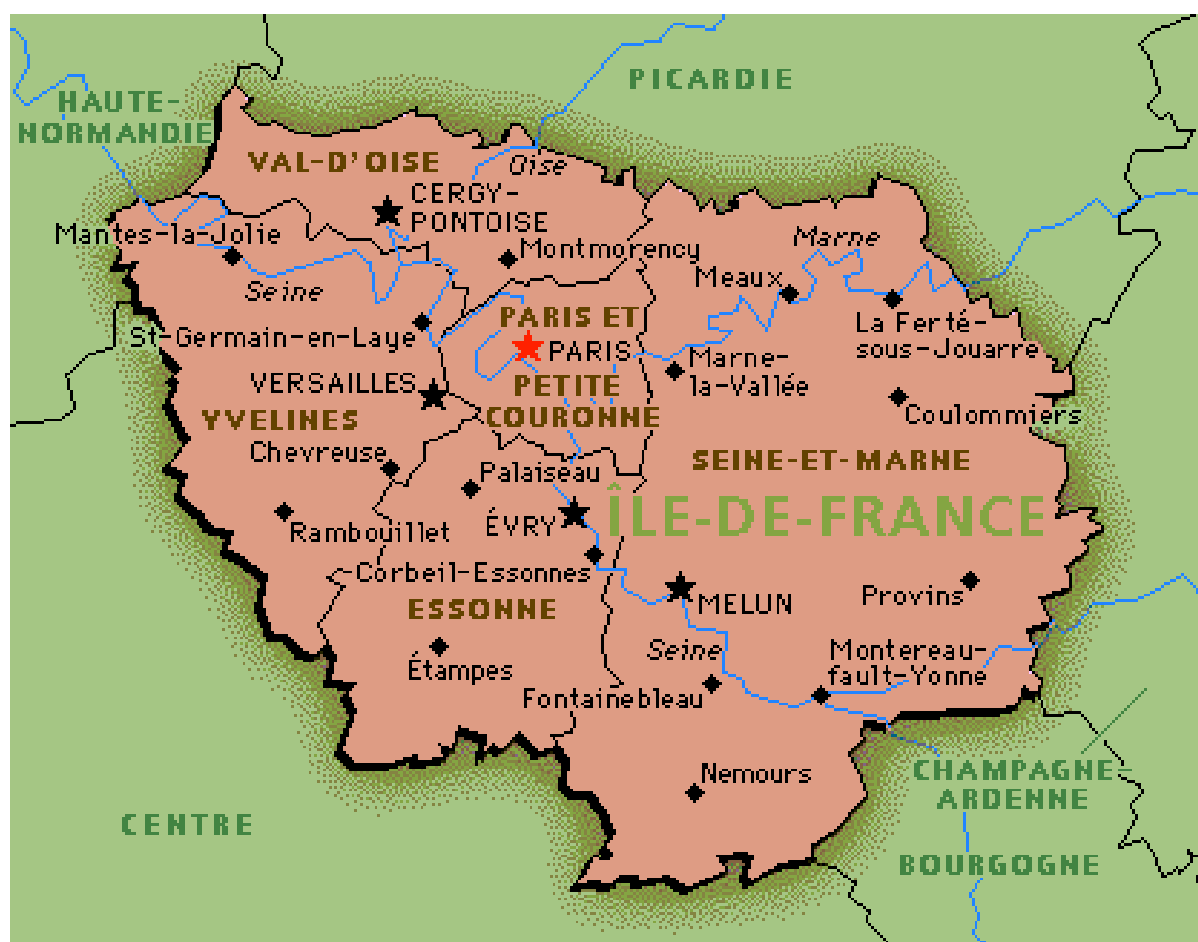 PICARDIE
HAUTE-
NORMANDIE
VAL-D'OISE
Oise
CERGY-
PONTOISE
Mantes-la-Jolie
Montmorency
Marne
Seine
Meaux
PARIS ET
St-Germain-en-Laye
La Ferté-
sous-Jouarre
PARIS
Marne-
la-Vallée
VERSAILLES
PETITE
COURONNE
YVELINES
Coulommiers
Chevreuse
Palaiseau
SEINE-ET-MARNE
ÎLE-DE-FRANCE
Rambouillet
ÉVRY
Corbeil-Essonnes
Provins
ESSONNE
MELUN
Seine
Montereau-
fault-Yonne
Étampes
Fontainebleau
Nemours
CHAMPAGNE
ARDENNE
CENTRE
BOURGOGNE